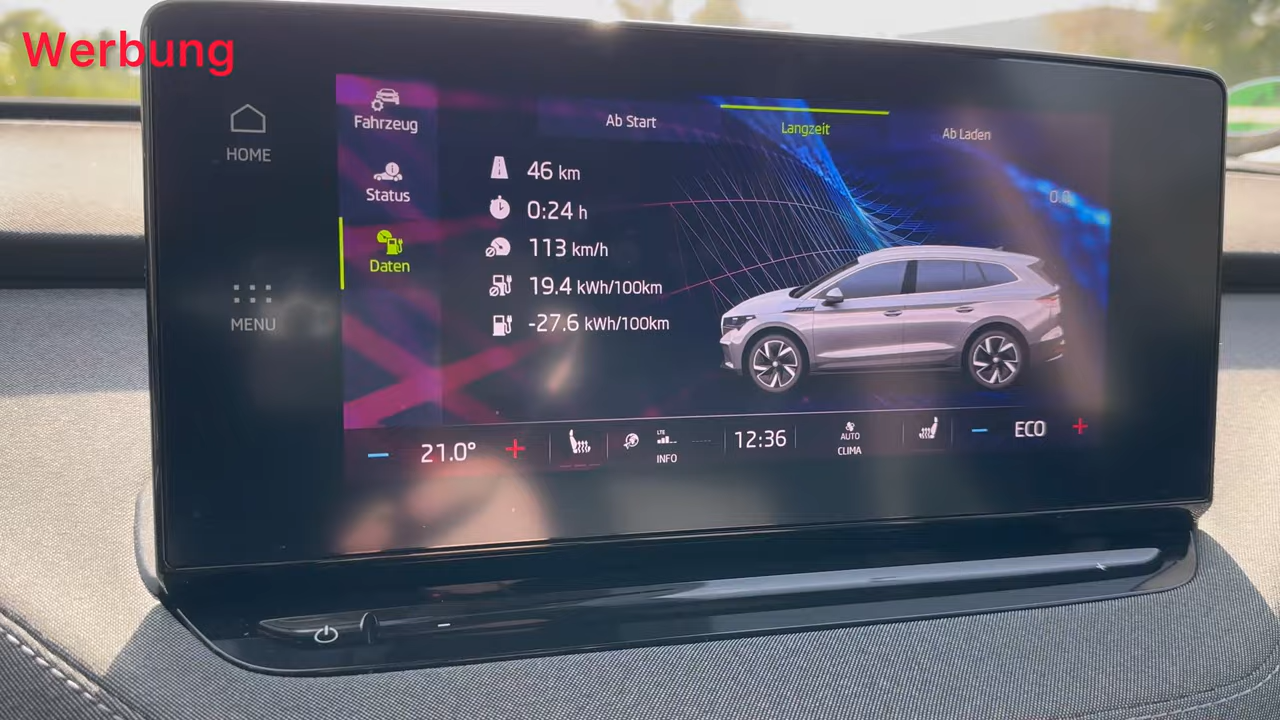 Werbung
HOME
MENU
Fahrzeug
Status
Daten
Ab Start
Langzeit
Ab Laden
46 km
0:24 h
113 km/h
19.4 kWh/100km
-27.6 kWh/100km
0.0
21.0°
LTE
INFO
12:36
AUTO
CLIMA
ECO